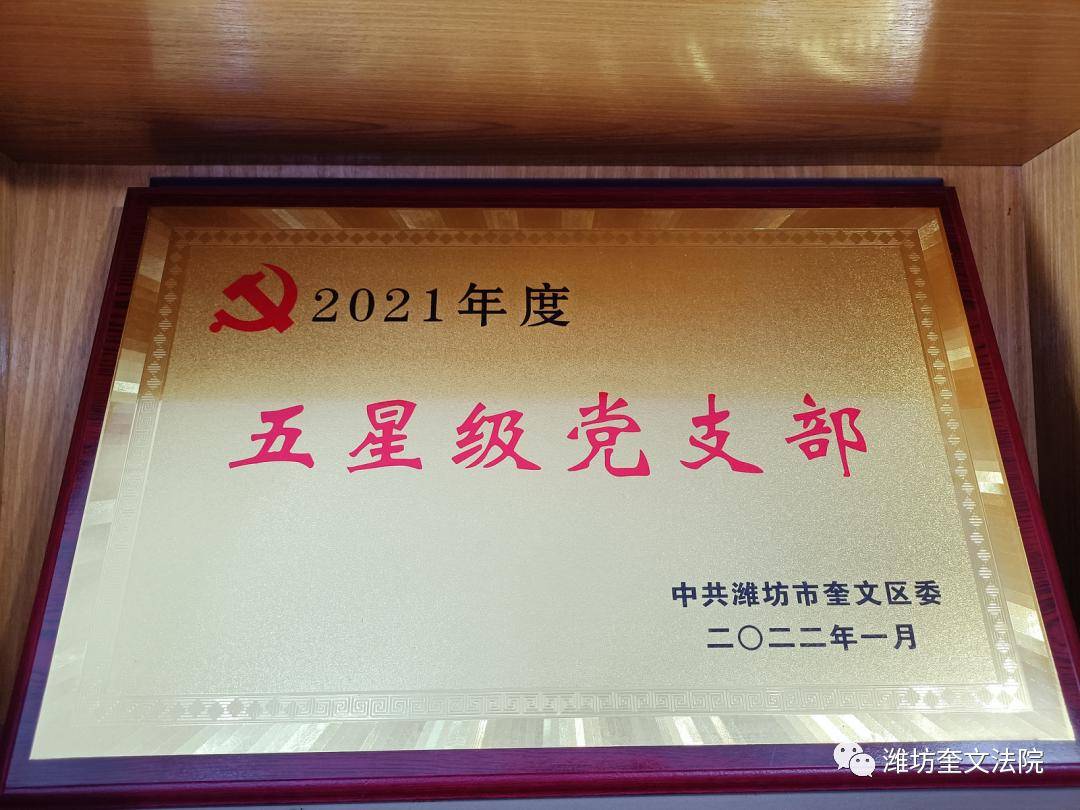 2021年度
五星级党支部
中共潍坊市奎文区委
二〇二二年一月
潍坊奎文法院